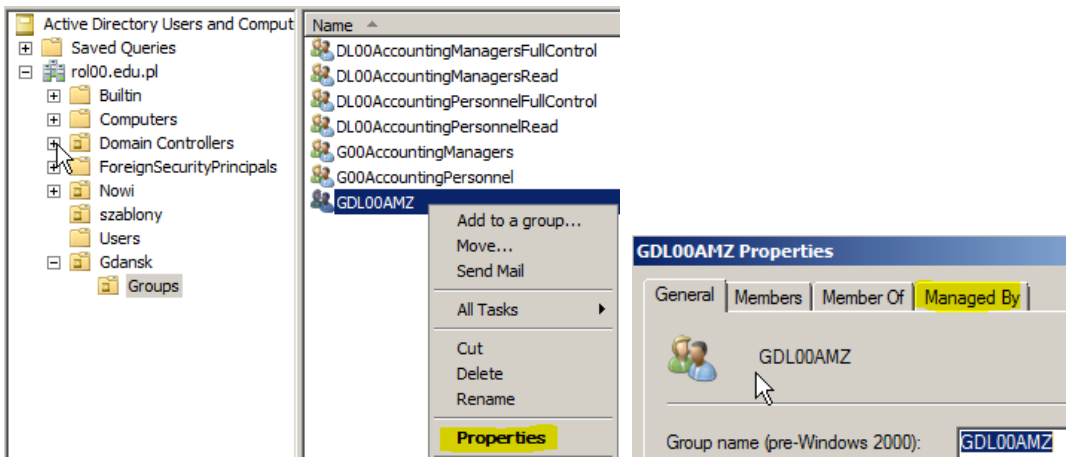 Active Directory Users and Comput
Saved Queries
rol00.edu.pl
Builtin
Computers
Domain Controllers
ForeignSecurityPrincipals
Nowi
szablony
Users
Gdansk
Groups
Name
DL00AccountingManagersFullControl
DL00AccountingManagersRead
DL00AccountingPersonnelFullControl
DL00AccountingPersonnelRead
G00AccountingManagers
G00AccountingPersonnel
GDL00AMZ
Add to a group...
Move...
Send Mail
All Tasks
Cut
Delete
Rename
Properties
GDL00AMZ Properties
General Members Member Of Managed By
GDL00AMZ
Group name (pre-Windows 2000): GDL00AMZ